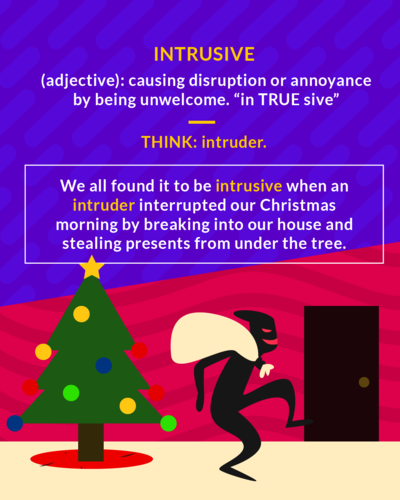 INTRUSIVE
(adjective): causing disruption or annoyance
by being unwelcome. “in TRUE sive”
THINK: intruder.
We all found it to be intrusive when an
intruder interrupted our Christmas
morning by breaking into our house and
stealing presents from under the tree.